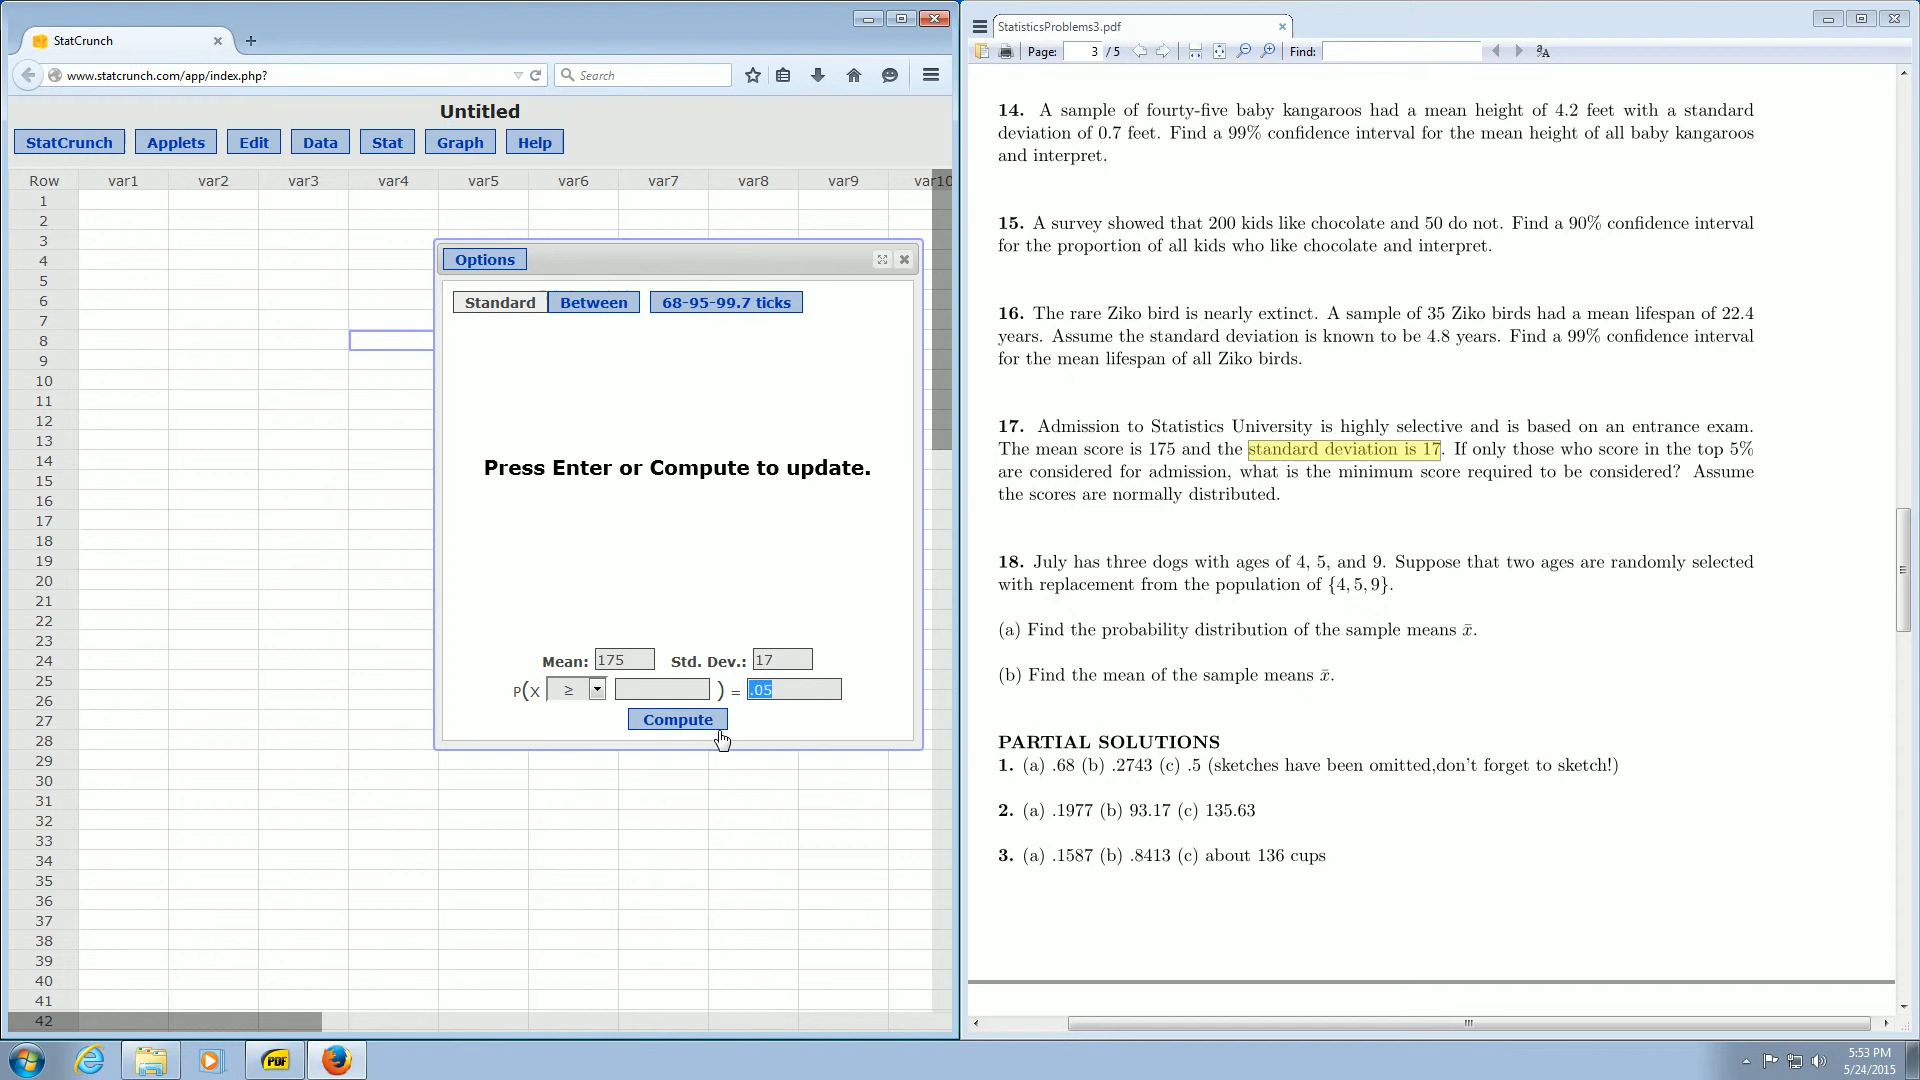 StatCrunch
www.statcrunch.com/app/index.php?
Search
Untitled
StatCrunch Applets Edit Data Stat Graph Help
Row var1 var2 var3 var4 var5 var6 var7 var8 var9 var10
1
2
3
4
5
6
7
8
9
10
11
12
13
14
15
16
17
18
19
20
21
22
23
24
25
26
27
28
29
30
31
32
33
34
35
36
37
38
39
40
41
42
Options
Standard Between 68-95-99.7 ticks
Press Enter or Compute to update.
Mean: 175 Std. Dev.: 17
P(X ≥ ) = .05
Compute
StatisticsProblems3.pdf
Page: 3 / 5 Find:
14. A sample of fourty-five baby kangaroos had a mean height of 4.2 feet with a standard
deviation of 0.7 feet. Find a 99% confidence interval for the mean height of all baby kangaroos
and interpret.
15. A survey showed that 200 kids like chocolate and 50 do not. Find a 90% confidence interval
for the proportion of all kids who like chocolate and interpret.
16. The rare Ziko bird is nearly extinct. A sample of 35 Ziko birds had a mean lifespan of 22.4
years. Assume the standard deviation is known to be 4.8 years. Find a 99% confidence interval
for the mean lifespan of all Ziko birds.
17. Admission to Statistics University is highly selective and is based on an entrance exam.
The mean score is 175 and the standard deviation is 17. If only those who score in the top 5%
are considered for admission, what is the minimum score required to be considered? Assume
the scores are normally distributed.
18. July has three dogs with ages of 4, 5, and 9. Suppose that two ages are randomly selected
with replacement from the population of {4, 5, 9}.
(a) Find the probability distribution of the sample means x̄.
(b) Find the mean of the sample means x̄.
PARTIAL SOLUTIONS
1. (a) .68 (b) .2743 (c) .5 (sketches have been omitted,don't forget to sketch!)
2. (a) .1977 (b) 93.17 (c) 135.63
3. (a) .1587 (b) .8413 (c) about 136 cups
PDF
5:53 PM
5/24/2015